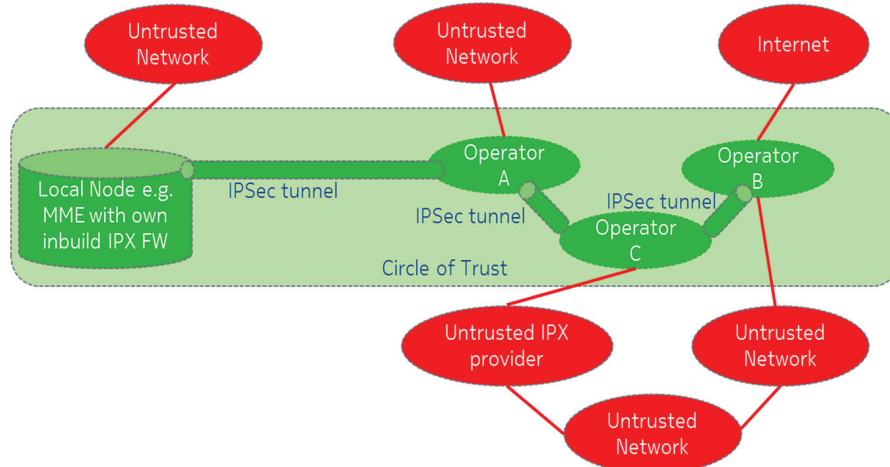 Untrusted
Network
Untrusted
Network
Internet
Local Node e.g.
MME with own
inbuild IPX FW
IPSec tunnel
Operator
A
IPSec tunnel
Operator
C
IPSec tunnel
Operator
B
Circle of Trust
Untrusted IPX
provider
Untrusted
Network
Untrusted
Network